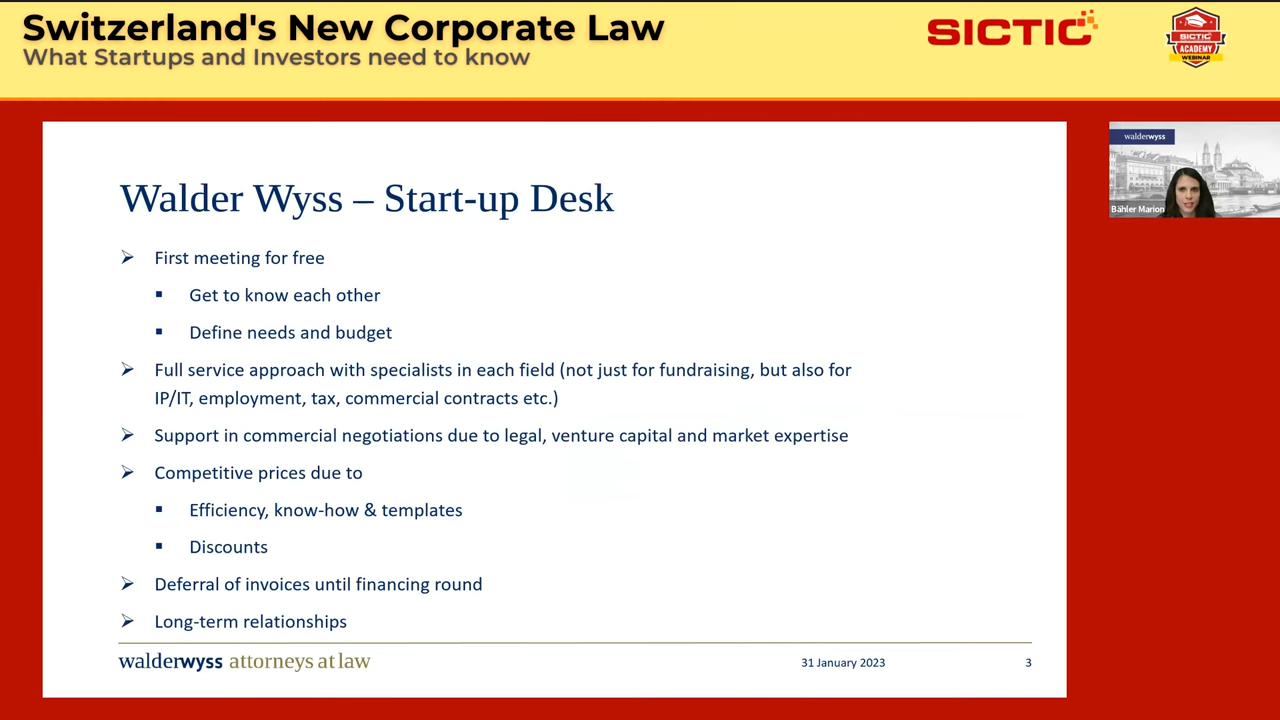 Switzerland's New Corporate Law
What Startups and Investors need to know
SICTIC
SICTIC
ACADEMY
WEBINAR
walderwyss
Bähler Marion
Walder Wyss – Start-up Desk
➢ First meeting for free
▪ Get to know each other
▪ Define needs and budget
➢ Full service approach with specialists in each field (not just for fundraising, but also for
IP/IT, employment, tax, commercial contracts etc.)
➢ Support in commercial negotiations due to legal, venture capital and market expertise
➢ Competitive prices due to
▪ Efficiency, know-how & templates
▪ Discounts
➢ Deferral of invoices until financing round
➢ Long-term relationships
walderwyss attorneys at law
31 January 2023
3